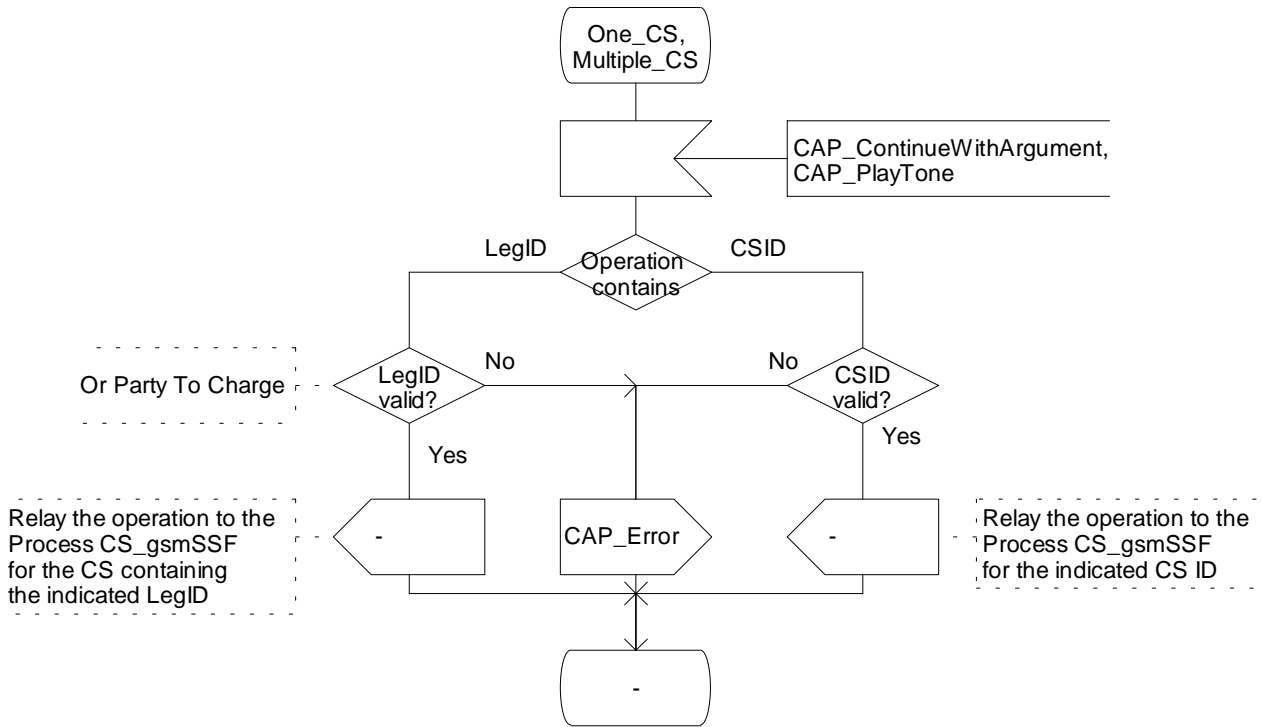 One_CS,
Multiple_CS
CAP_ContinueWithArgument,
CAP_PlayTone
LegID
Operation
contains
CSID
Or Party To Charge
LegID
valid?
No
No
CSID
valid?
Yes
Yes
Relay the operation to the
Process CS_gsmSSF
for the CS containing
the indicated LegID
-
CAP_Error
-
Relay the operation to the
Process CS_gsmSSF
for the indicated CS ID
-